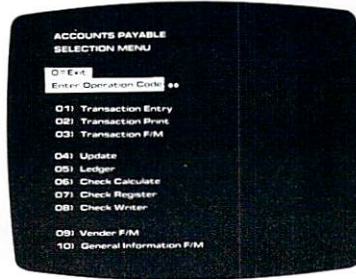 ACCOUNTS PAYABLE
SELECTION MENU
0=Exit
Enter Operation Code:
01) Transaction Entry
02) Transaction Print
03) Transaction F/M
04) Update
05) Ledger
06) Check Calculate
07) Check Register
08) Check Writer
09) Vender F/M
10) General Information F/M